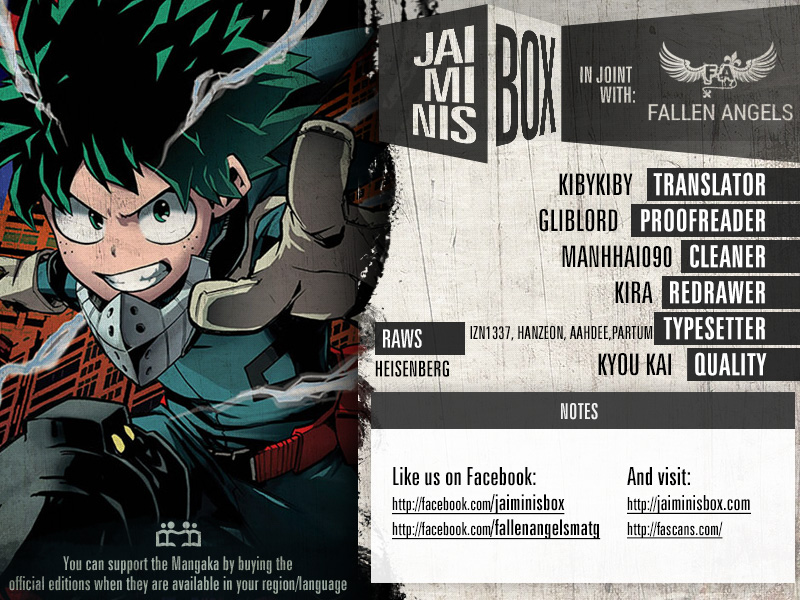 JAI
MI
NIS
BOX
IN JOINT
WITH:
FA
FALLEN ANGELS
KIBYKIBY TRANSLATOR
GLIBLORD PROOFREADER
MANHHAI090 CLEANER
KIRA REDRAWER
RAWS
IZN1337, HANZEON, AAHDEE,PARTUM TYPESETTER
HEISENBERG
KYOU KAI QUALITY
NOTES
Like us on Facebook:
http://facebook.com/jaiminisbox
http://facebook.com/fallenangelsmatq
And visit:
http://jaiminisbox.com
http://fascans.com/
You can support the Mangaka by buying the
official editions when they are available in your region/language